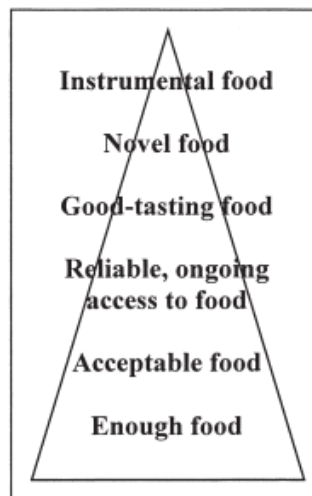 Instrumental food
Novel food
Good-tasting food
Reliable, ongoing
access to food
Acceptable food
Enough food